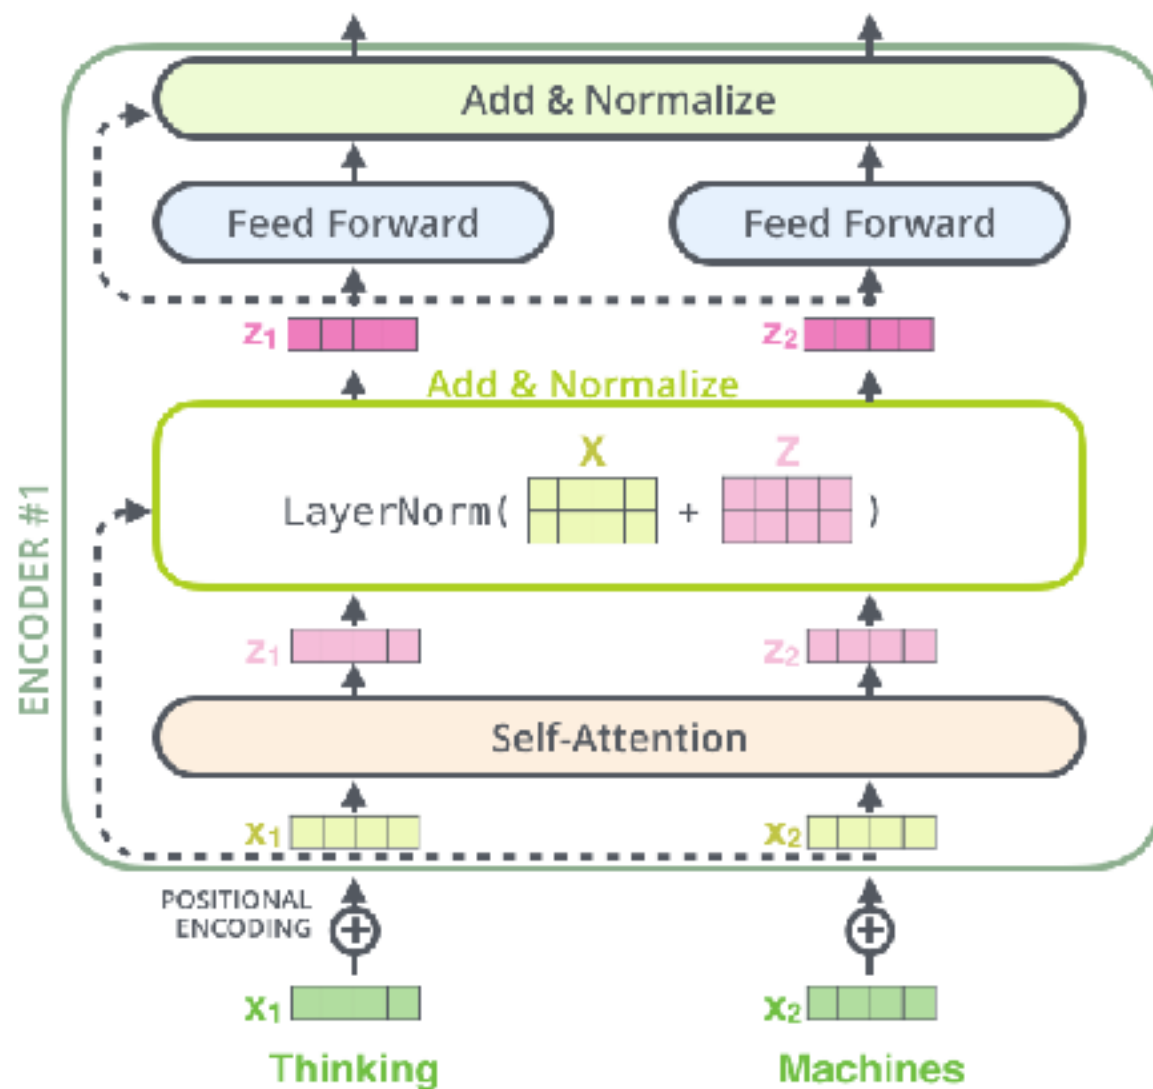 Add & Normalize
Feed Forward Feed Forward
z1 z2
Add & Normalize
X Z
LayerNorm( + )
ENCODER #1
z1 z2
Self-Attention
x1 x2
POSITIONAL
ENCODING
x1 x2
Thinking Machines